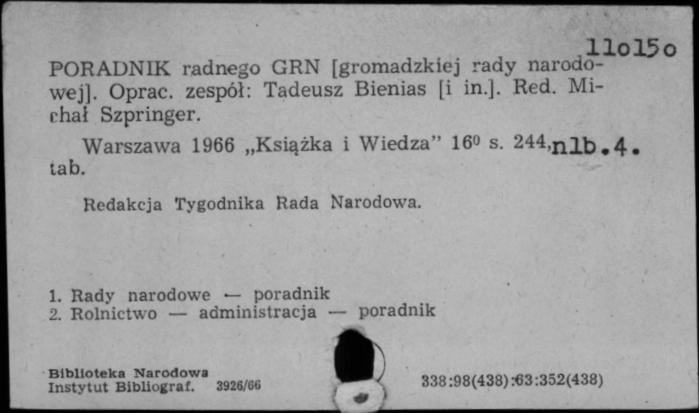 110150
PORADNIK radnego GRN [gromadzkiej rady narodo-
wej]. Oprac. zespół: Tadeusz Bienias [i in.]. Red. Mi-
chał Szpringer.
Warszawa 1966 „Książka i Wiedza” 16⁰ s. 244, nlb.4.
tab.
Redakcja Tygodnika Rada Narodowa.
1. Rady narodowe — poradnik
2. Rolnictwo — administracja — poradnik
Biblioteka Narodowa
Instytut Bibliograf. 3926/66
338:98(438):63:352(438)